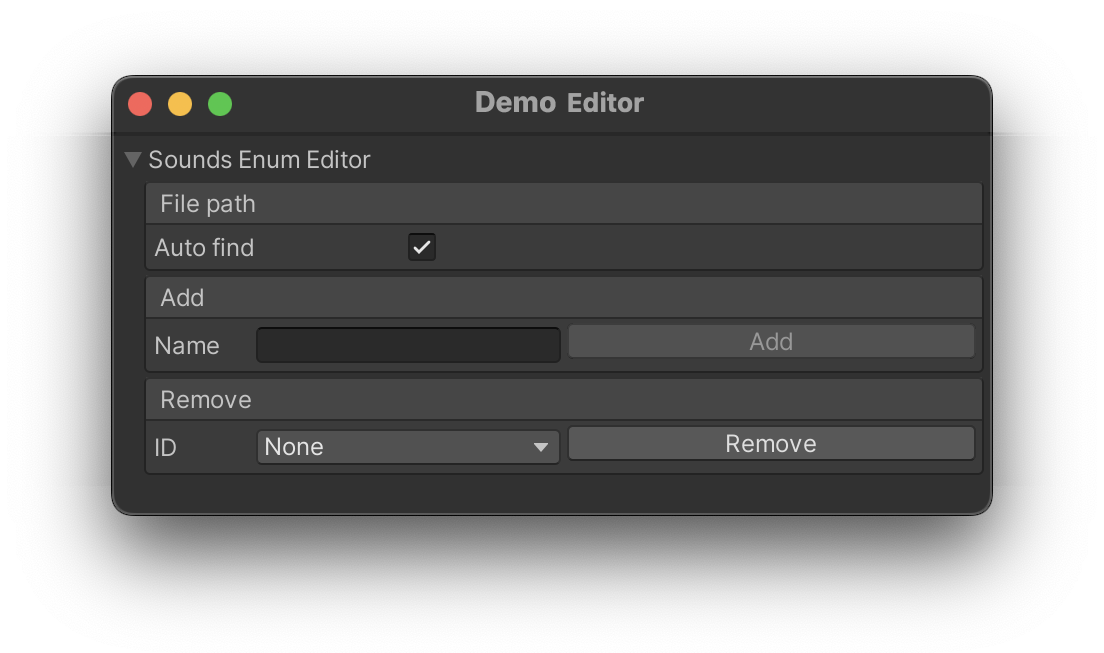 Demo Editor
Sounds Enum Editor
File path
Auto find
Add
Name Add
Remove
ID None Remove